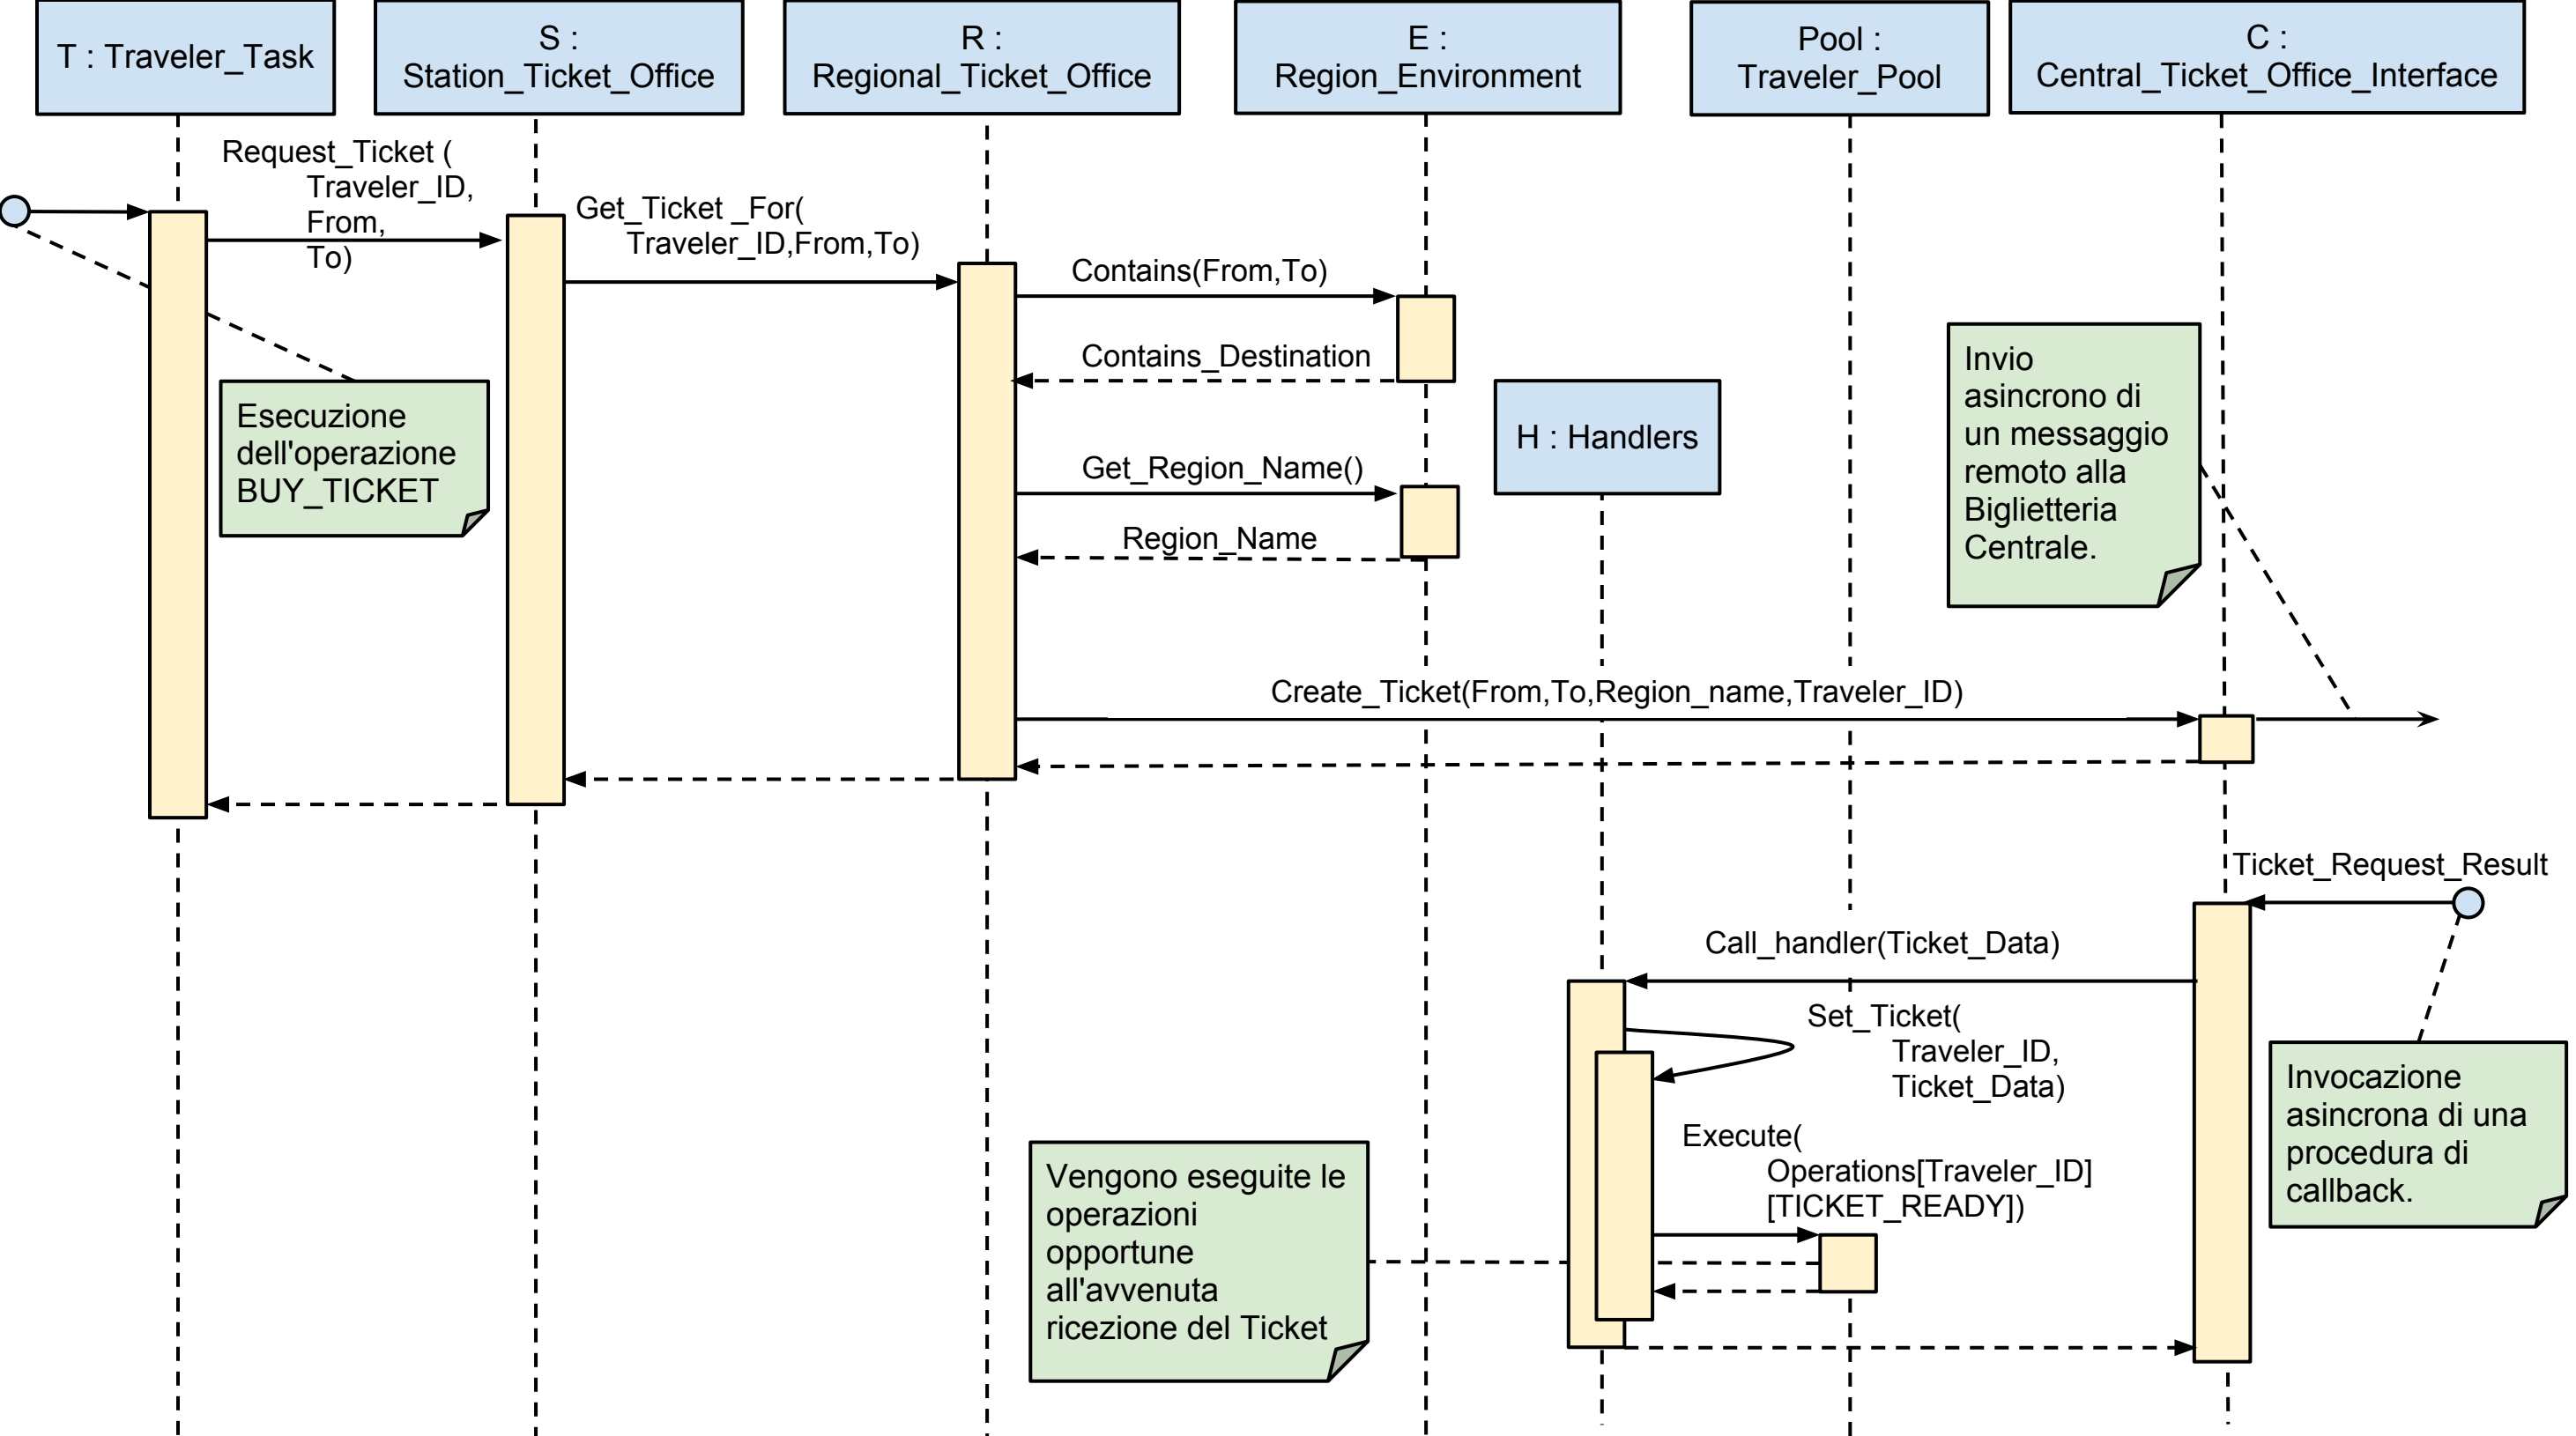 T : Traveler_Task
S :
Station_Ticket_Office
R :
Regional_Ticket_Office
E :
Region_Environment
Pool :
Traveler_Pool
C :
Central_Ticket_Office_Interface
Request_Ticket (
Traveler_ID,
From,
To)
Get_Ticket _For(
Traveler_ID,From,To)
Contains(From,To)
Contains_Destination
Esecuzione
dell'operazione
BUY_TICKET
H : Handlers
Get_Region_Name()
Region_Name
Invio
asincrono di
un messaggio
remoto alla
Biglietteria
Centrale.
Create_Ticket(From,To,Region_name,Traveler_ID)
Ticket_Request_Result
Call_handler(Ticket_Data)
Set_Ticket(
Traveler_ID,
Ticket_Data)
Invocazione
asincrona di una
procedura di
callback.
Execute(
Operations[Traveler_ID]
[TICKET_READY])
Vengono eseguite le
operazioni
opportune
all'avvenuta
ricezione del Ticket